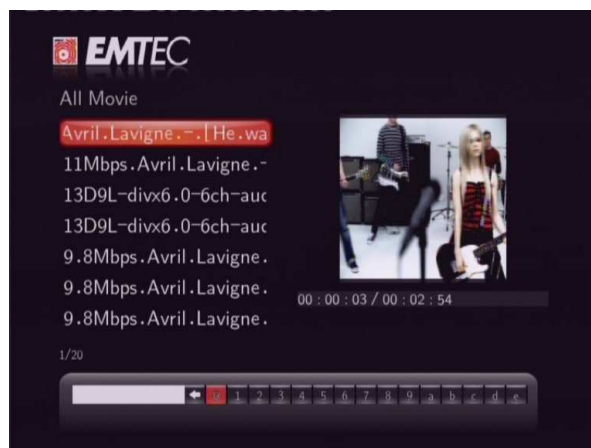 EMTEC
All Movie
Avril.Lavigne.-.[He.wa
11Mbps.Avril.Lavigne.-
13D9L-divx6.0-6ch-auc
13D9L-divx6.0-6ch-auc
9.8Mbps.Avril.Lavigne.
9.8Mbps.Avril.Lavigne.
9.8Mbps.Avril.Lavigne.
00 : 00 : 03 / 00 : 02 : 54
1/20
0 1 2 3 4 5 6 7 8 9 a b c d e